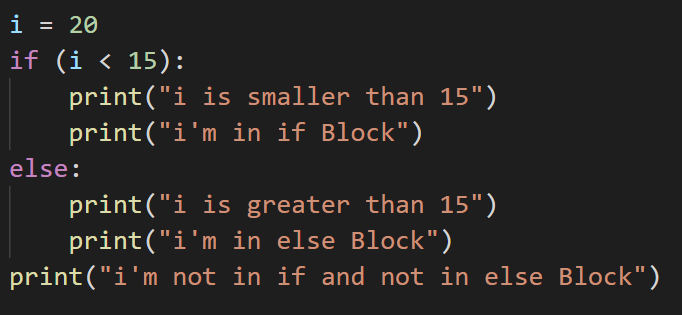 i = 20
if (i < 15):
    print("i is smaller than 15")
    print("i'm in if Block")
else:
    print("i is greater than 15")
    print("i'm in else Block")
print("i'm not in if and not in else Block")